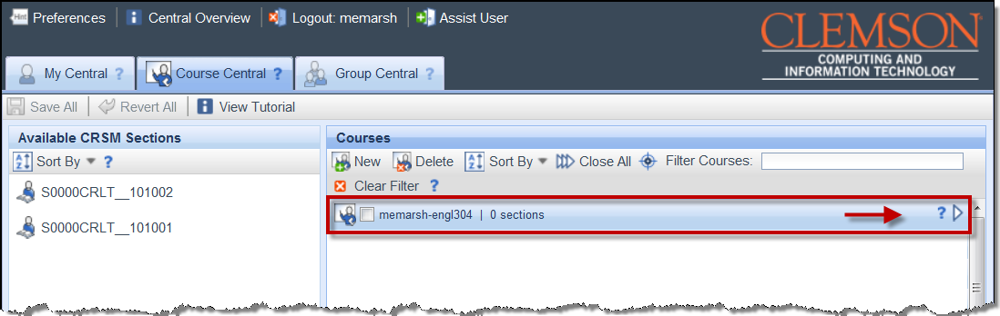 Hint Preferences Central Overview Logout: memarsh Assist User
CLEMSON
COMPUTING AND
INFORMATION TECHNOLOGY
My Central ? Course Central ? Group Central ?
Save All Revert All View Tutorial
Available CRSM Sections
A Z Sort By ?
S0000CRLT__101002
S0000CRLT__101001
Courses
New Delete A Z Sort By Close All Filter Courses:
Clear Filter ?
memarsh-engl304 | 0 sections ?